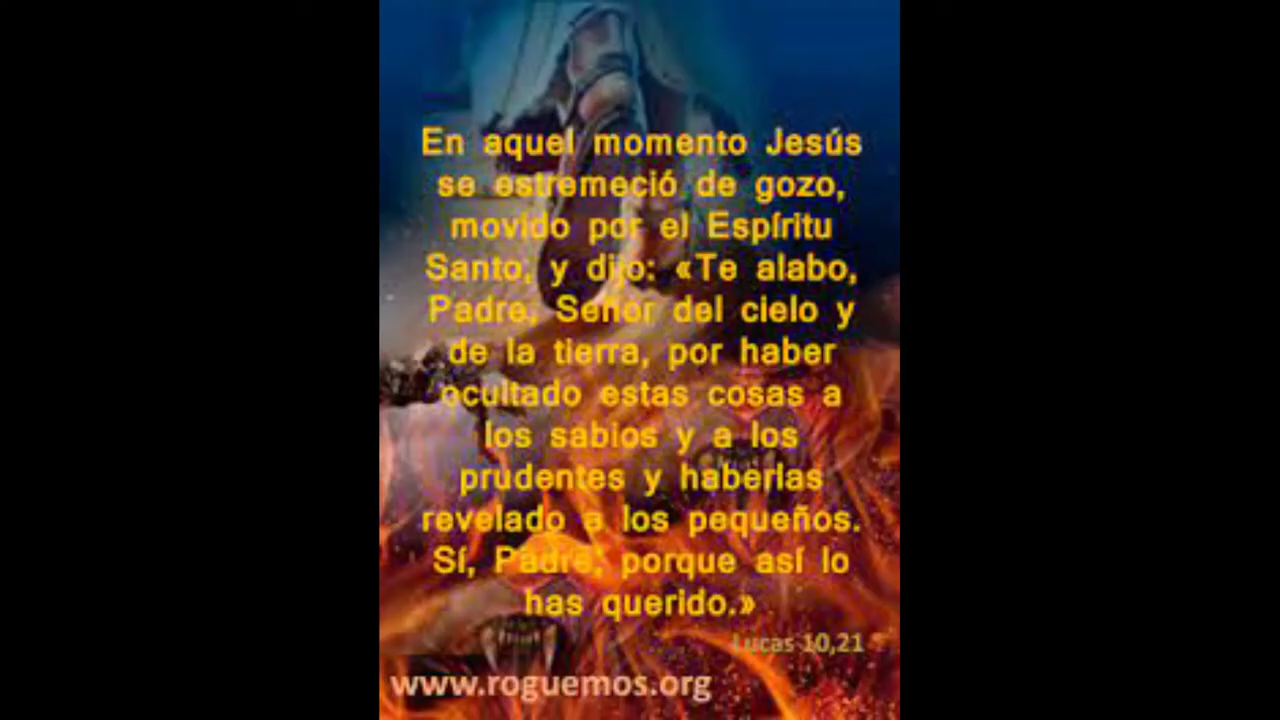 En aquel momento Jesús
se estremeció de gozo,
movido por el Espíritu
Santo, y dijo: «Te alabo,
Padre, Señor del cielo y
de la tierra, por haber
ocultado estas cosas a
los sabios y a los
prudentes y haberlas
revelado a los pequeños.
Sí, Padre, porque así lo
has querido.»
Lucas 10,21
www.roguemos.org